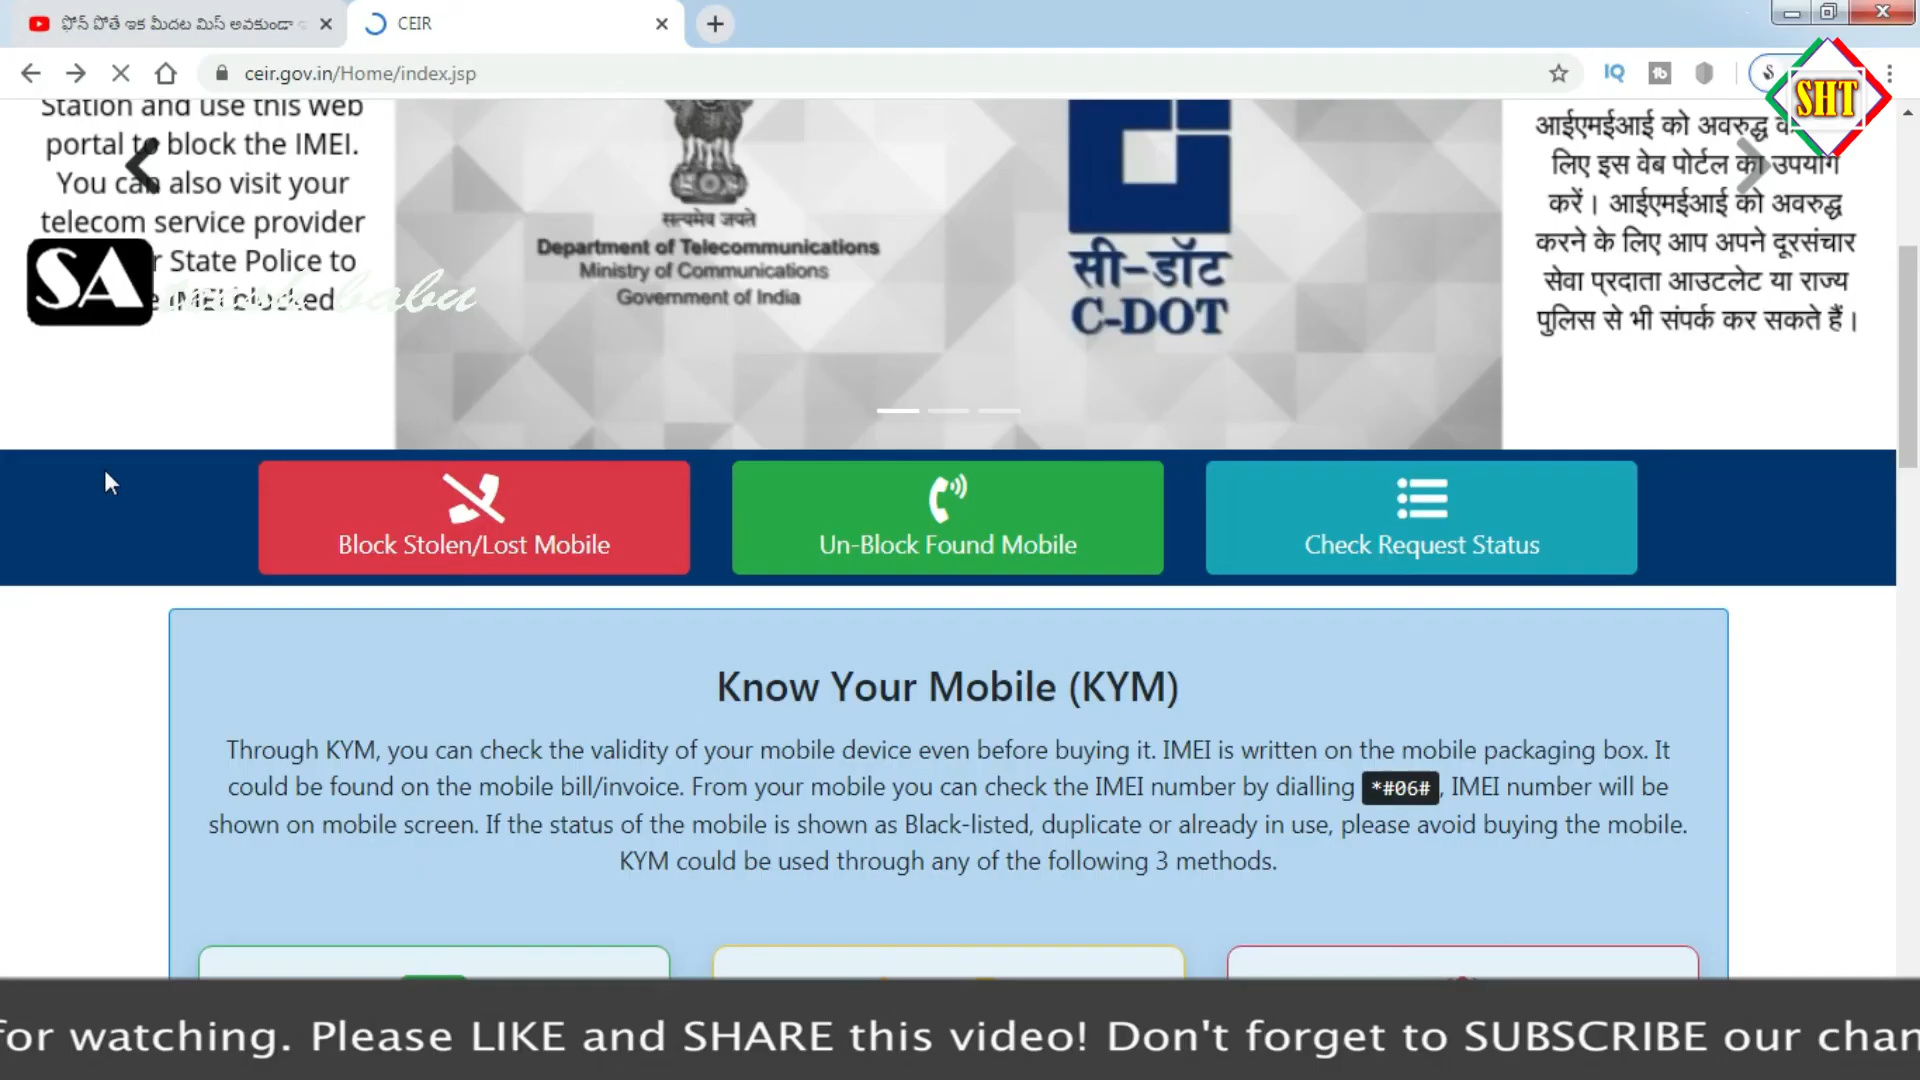 ఫోన్ పోతే ఇక మీదట మిస్ అవకుండా
CEIR
ceir.gov.in/Home/index.jsp
IQ
tb
SHT
Station and use this web
portal to block the IMEI.
You can also visit your
telecom service provider
State Police to
SA
babu
सत्यमेव जयते
Department of Telecommunications
Ministry of Communications
Government of India
सी-डॉट
C-DOT
आईएमईआई को अवरुद्ध
लिए इस वेब पोर्टल का उपयोग
करें। आईएमईआई को अवरुद्ध
करने के लिए आप अपने दूरसंचार
सेवा प्रदाता आउटलेट या राज्य
पुलिस से भी संपर्क कर सकते हैं।
Block Stolen/Lost Mobile
Un-Block Found Mobile
Check Request Status
Know Your Mobile (KYM)
Through KYM, you can check the validity of your mobile device even before buying it. IMEI is written on the mobile packaging box. It
could be found on the mobile bill/invoice. From your mobile you can check the IMEI number by dialling *#06#, IMEI number will be
shown on mobile screen. If the status of the mobile is shown as Black-listed, duplicate or already in use, please avoid buying the mobile.
KYM could be used through any of the following 3 methods.
for watching. Please LIKE and SHARE this video! Don't forget to SUBSCRIBE our chan